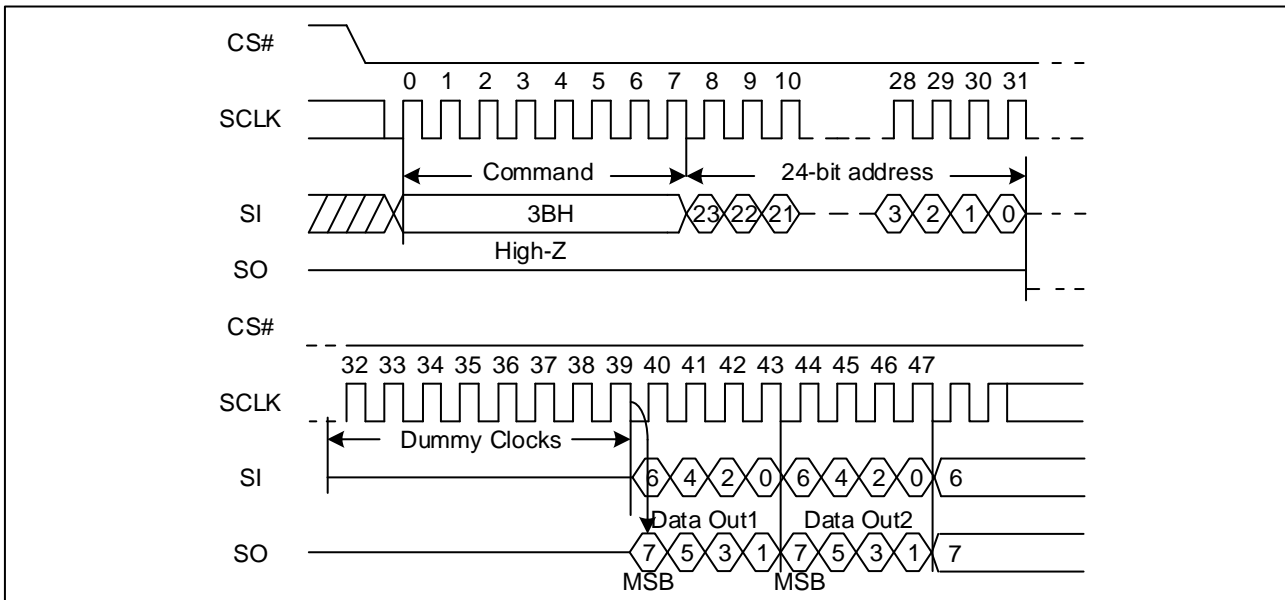 CS#
0 1 2 3 4 5 6 7 8 9 10 28 29 30 31
SCLK
Command 24-bit address
SI 3BH 23 22 21 3 2 1 0
High-Z
SO
CS#
32 33 34 35 36 37 38 39 40 41 42 43 44 45 46 47
SCLK
Dummy Clocks
SI 6 4 2 0 6 4 2 0 6
Data Out1 Data Out2
SO 7 5 3 1 7 5 3 1 7
MSB MSB